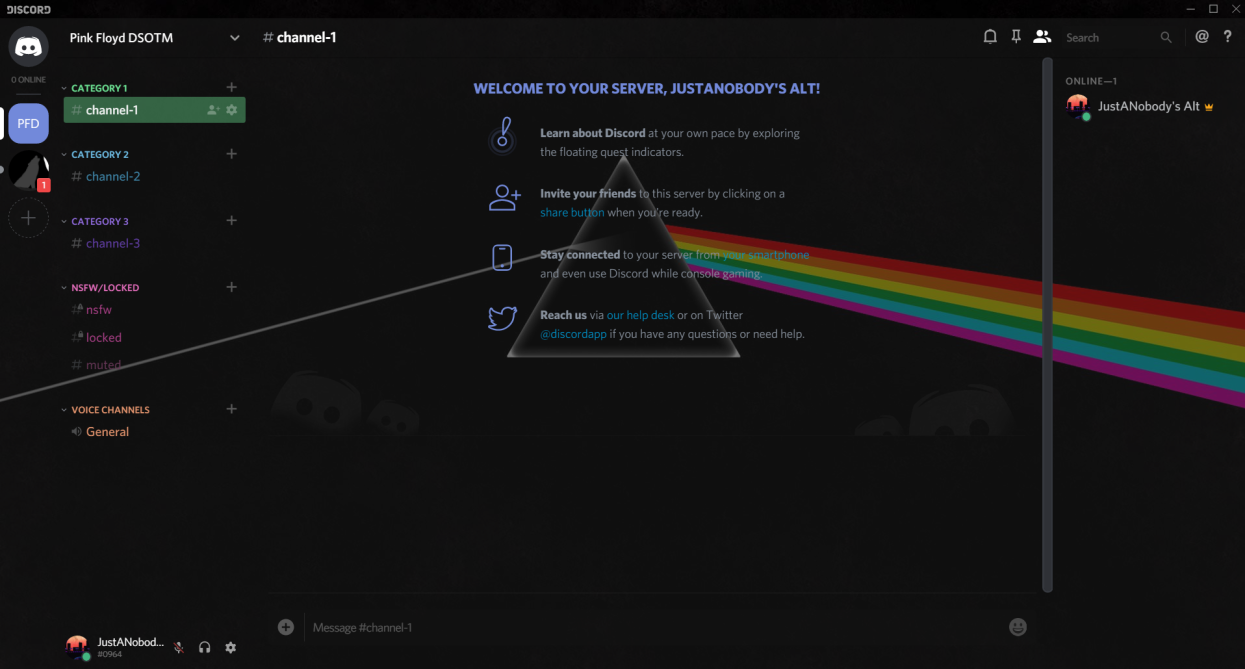 DISCORD
0 ONLINE
PFD
1
Pink Floyd DSOTM
CATEGORY 1
# channel-1
CATEGORY 2
# channel-2
CATEGORY 3
# channel-3
NSFW/LOCKED
# nsfw
# locked
# muted
VOICE CHANNELS
General
JustANobod...
#0964
# channel-1
Search
@ ?
WELCOME TO YOUR SERVER, JUSTANOBODY'S ALT!
Learn about Discord at your own pace by exploring
the floating quest indicators.
Invite your friends to this server by clicking on a
share button when you're ready.
Stay connected to your server from your smartphone
and even use Discord while console gaming.
Reach us via our help desk or on Twitter
@discordapp if you have any questions or need help.
Message #channel-1
ONLINE—1
JustANobody's Alt